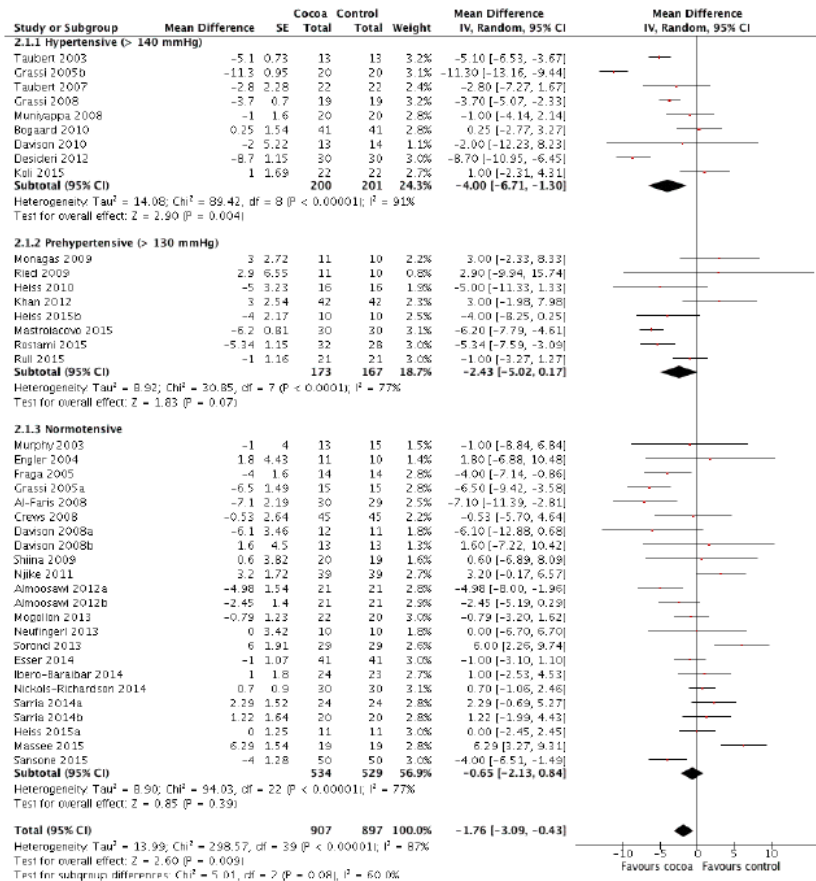 Cocoa Control Mean Difference Mean Difference
Study or Subgroup Mean Difference SE Total Total Weight IV, Random, 95% CI IV, Random, 95% CI
2.1.1 Hypertensive (> 140 mmHg)
Taubert 2003 -5.1 0.73 13 13 3.2% -5.10 [-6.53, -3.67]
Grassi 2005b -11.3 0.95 20 20 3.1% -11.30 [-13.16, -9.44]
Taubert 2007 -2.8 2.28 22 22 2.4% -2.80 [-7.27, 1.67]
Grassi 2008 -3.7 0.7 19 19 3.2% -3.70 [-5.07, -2.33]
Muniyappa 2008 -1 1.6 20 20 2.8% -1.00 [-4.14, 2.14]
Bogaard 2010 0.25 1.54 41 41 2.8% 0.25 [-2.77, 3.27]
Davison 2010 -2 5.22 13 14 1.1% -2.00 [-12.23, 8.23]
Desideri 2012 -8.7 1.15 30 30 3.0% -8.70 [-10.95, -6.45]
Koli 2015 1 1.69 22 22 2.7% 1.00 [-2.31, 4.31]
Subtotal (95% CI) 200 201 24.3% -4.00 [-6.71, -1.30]
Heterogeneity: Tau² = 14.08; Chi² = 89.42, df = 8 (P < 0.00001); I² = 91%
Test for overall effect: Z = 2.90 (P = 0.004)
2.1.2 Prehypertensive (> 130 mmHg)
Monagas 2009 3 2.72 11 10 2.2% 3.00 [-2.33, 8.33]
Ried 2009 2.9 6.55 11 10 0.8% 2.90 [-9.94, 15.74]
Heiss 2010 -5 3.23 16 16 1.9% -5.00 [-11.33, 1.33]
Khan 2012 3 2.54 42 42 2.3% 3.00 [-1.98, 7.98]
Heiss 2015b -4 2.17 10 10 2.5% -4.00 [-8.25, 0.25]
Mastroiacovo 2015 -6.2 0.81 30 30 3.2% -6.20 [-7.79, -4.61]
Rostami 2015 -5.34 1.15 32 28 3.0% -5.34 [-7.59, -3.09]
Rull 2015 -1 1.16 21 21 3.0% -1.00 [-3.27, 1.27]
Subtotal (95% CI) 173 167 18.7% -2.43 [-5.02, 0.17]
Heterogeneity: Tau² = 8.92; Chi² = 30.85, df = 7 (P < 0.0001); I² = 77%
Test for overall effect: Z = 1.83 (P = 0.07)
2.1.3 Normotensive
Murphy 2003 -1 4 13 15 1.5% -1.00 [-8.84, 6.84]
Engler 2004 1.8 4.43 11 10 1.4% 1.80 [-6.88, 10.48]
Fraga 2005 -4 1.6 14 14 2.8% -4.00 [-7.14, -0.86]
Grassi 2005a -6.5 1.49 15 15 2.8% -6.50 [-9.42, -3.58]
Al-Faris 2008 -7.1 2.19 30 29 2.5% -7.10 [-11.39, -2.81]
Crews 2008 -0.53 2.64 45 45 2.2% -0.53 [-5.70, 4.64]
Davison 2008a -6.1 3.46 12 11 1.8% -6.10 [-12.88, 0.68]
Davison 2008b 1.6 4.5 13 13 1.3% 1.60 [-7.22, 10.42]
Shiina 2009 0.6 3.82 20 19 1.6% 0.60 [-6.89, 8.09]
Njike 2011 3.2 1.72 39 39 2.7% 3.20 [-0.17, 6.57]
Almoosawi 2012a -4.98 1.54 21 21 2.8% -4.98 [-8.00, -1.96]
Almoosawi 2012b -2.45 1.4 21 21 2.9% -2.45 [-5.19, 0.29]
Mogollon 2013 -0.79 1.23 22 20 3.0% -0.79 [-3.20, 1.62]
Neufingerl 2013 0 3.42 10 10 1.8% 0.00 [-6.70, 6.70]
Sorond 2013 6 1.91 29 29 2.6% 6.00 [2.26, 9.74]
Esser 2014 -1 1.07 41 41 3.0% -1.00 [-3.10, 1.10]
Ibero-Baraibar 2014 1 1.8 24 23 2.7% 1.00 [-2.53, 4.53]
Nickols-Richardson 2014 0.7 0.9 30 30 3.1% 0.70 [-1.06, 2.46]
Sarria 2014a 2.29 1.52 24 24 2.8% 2.29 [-0.69, 5.27]
Sarria 2014b 1.22 1.64 20 20 2.8% 1.22 [-1.99, 4.43]
Heiss 2015a 0 1.25 11 11 3.0% 0.00 [-2.45, 2.45]
Massee 2015 6.29 1.54 19 19 2.8% 6.29 [3.27, 9.31]
Sansone 2015 -4 1.28 50 50 2.9% -4.00 [-6.51, -1.49]
Subtotal (95% CI) 534 529 56.9% -0.65 [-2.13, 0.84]
Heterogeneity: Tau² = 8.90; Chi² = 94.03, df = 22 (P < 0.00001); I² = 77%
Test for overall effect: Z = 0.85 (P = 0.39)
Total (95% CI) 907 897 100.0% -1.76 [-3.09, -0.43]
Heterogeneity: Tau² = 13.99; Chi² = 298.57, df = 39 (P < 0.00001); I² = 87%
Test for overall effect: Z = 2.60 (P = 0.009)
Test for subgroup differences: Chi² = 5.01, df = 2 (P = 0.08), I² = 60.0%
-10 -5 0 5 10
Favours cocoa Favours control